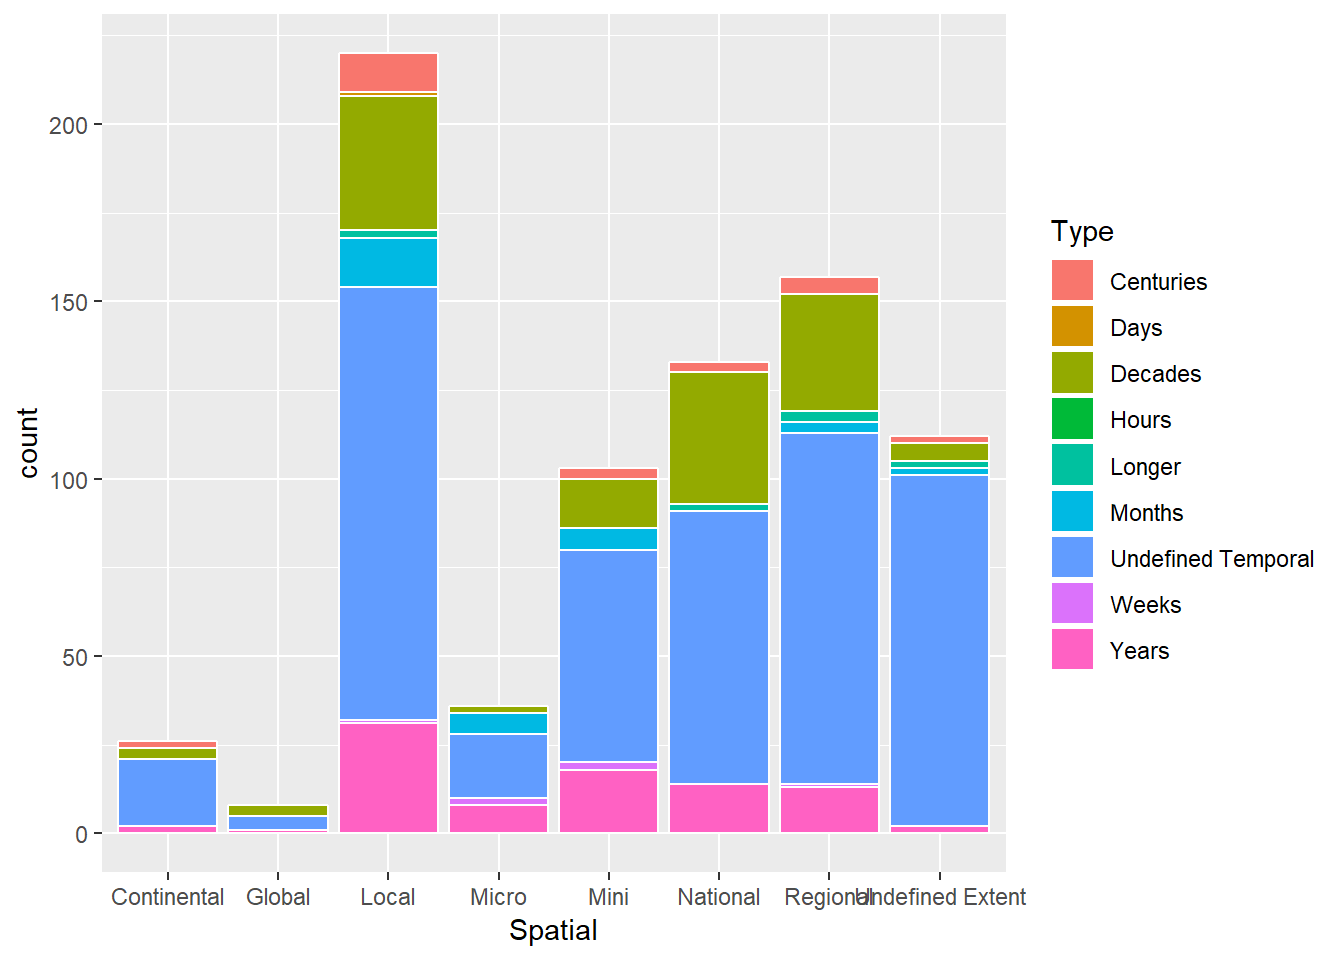 200
150
100
50
0
count
Continental
Global
Local
Micro
Mini
National
Regional
Undefined Extent
Spatial
Type
Centuries
Days
Decades
Hours
Longer
Months
Undefined Temporal
Weeks
Years